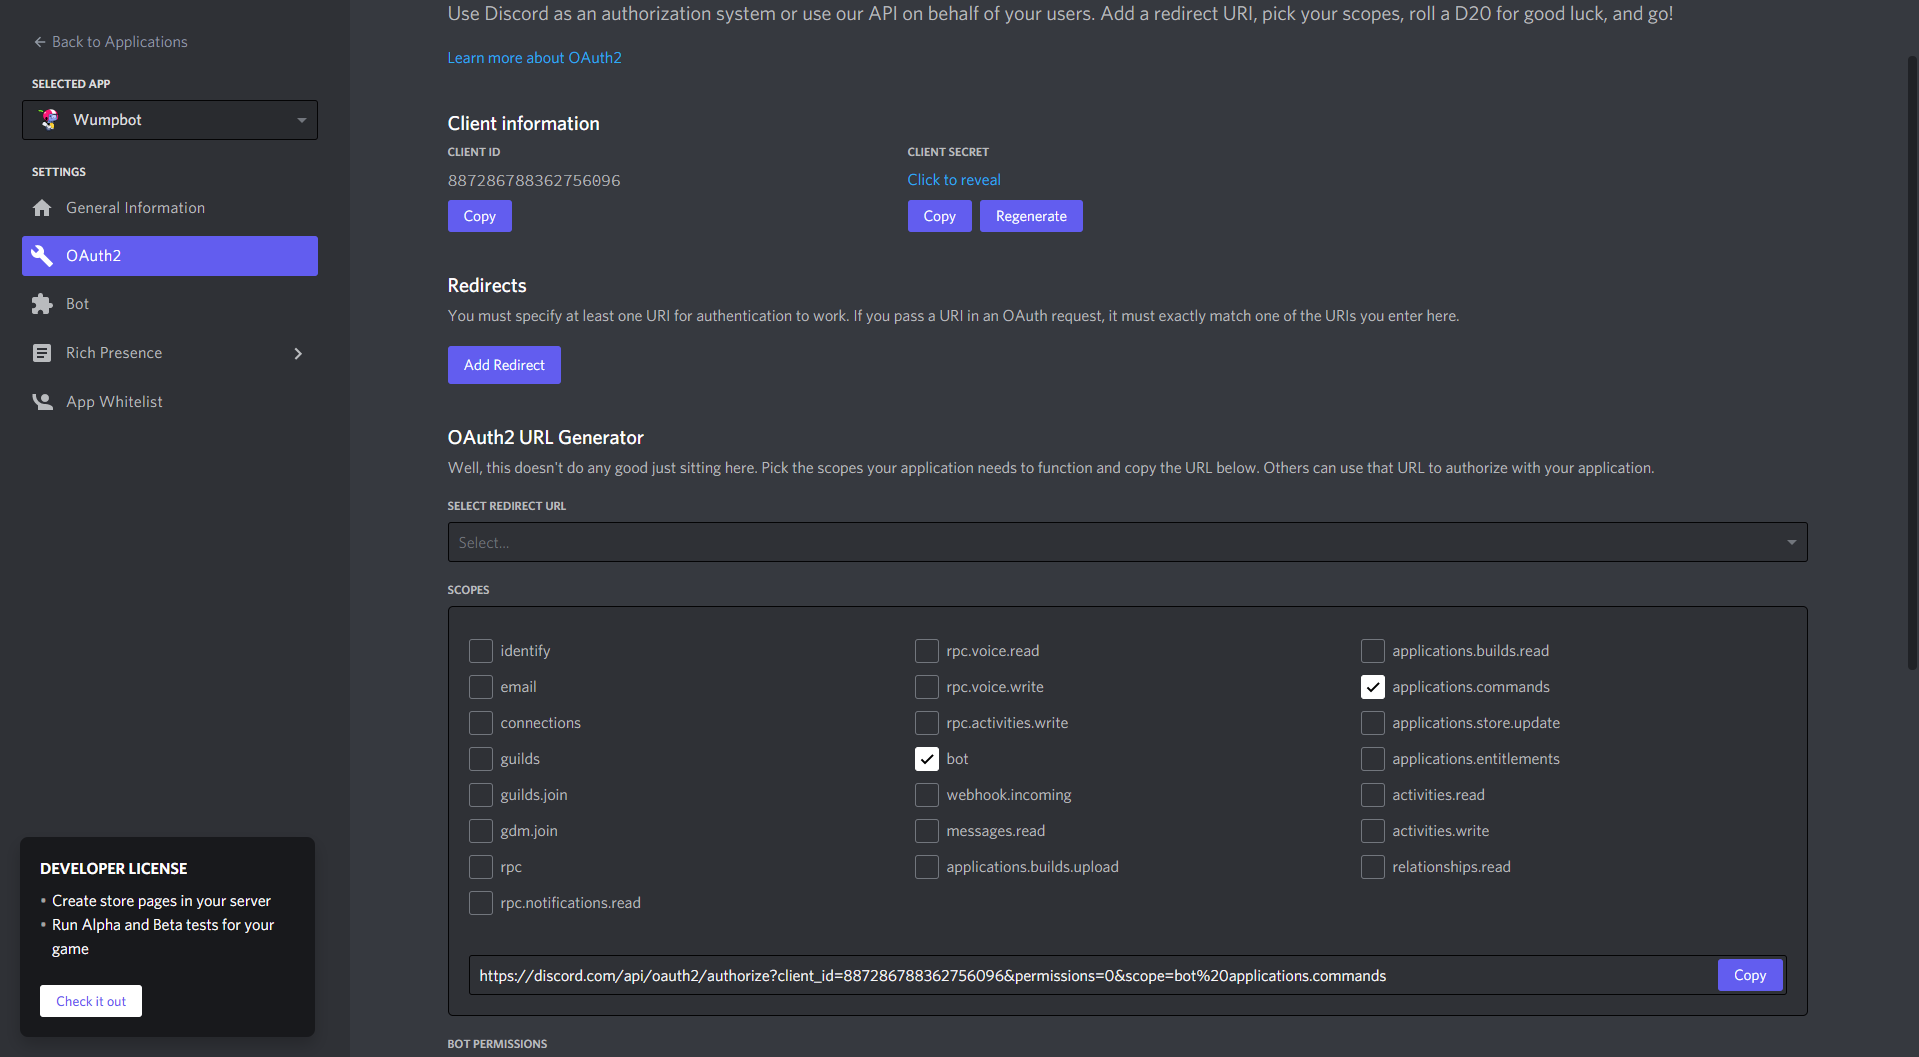 Back to Applications
SELECTED APP
Wumpbot
SETTINGS
General Information
OAuth2
Bot
Rich Presence
App Whitelist
DEVELOPER LICENSE
• Create store pages in your server
• Run Alpha and Beta tests for your
game
Check it out
Use Discord as an authorization system or use our API on behalf of your users. Add a redirect URI, pick your scopes, roll a D20 for good luck, and go!
Learn more about OAuth2
Client information
CLIENT ID
887286788362756096
Copy
CLIENT SECRET
Click to reveal
Copy Regenerate
Redirects
You must specify at least one URI for authentication to work. If you pass a URI in an OAuth request, it must exactly match one of the URIs you enter here.
Add Redirect
OAuth2 URL Generator
Well, this doesn't do any good just sitting here. Pick the scopes your application needs to function and copy the URL below. Others can use that URL to authorize with your application.
SELECT REDIRECT URL
Select...
SCOPES
identify
email
connections
guilds
guilds.join
gdm.join
rpc
rpc.notifications.read
rpc.voice.read
rpc.voice.write
rpc.activities.write
bot
webhook.incoming
messages.read
applications.builds.upload
applications.builds.read
applications.commands
applications.store.update
applications.entitlements
activities.read
activities.write
relationships.read
https://discord.com/api/oauth2/authorize?client_id=887286788362756096&permissions=0&scope=bot%20applications.commands
Copy
BOT PERMISSIONS